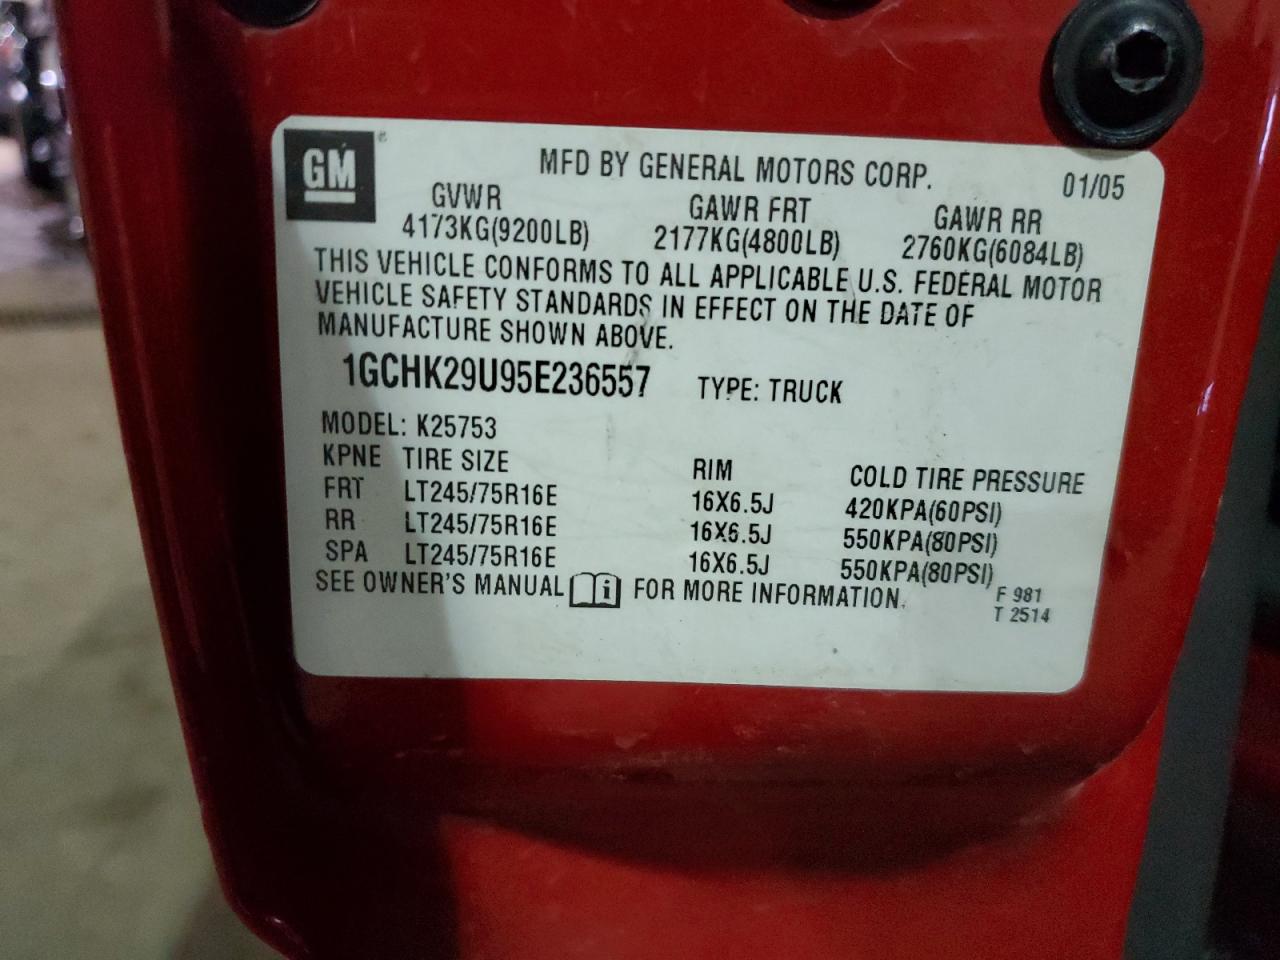 GM ®
MFD BY GENERAL MOTORS CORP. 01/05
GVWR GAWR FRT GAWR RR
4173KG(9200LB) 2177KG(4800LB) 2760KG(6084LB)
THIS VEHICLE CONFORMS TO ALL APPLICABLE U.S. FEDERAL MOTOR
VEHICLE SAFETY STANDARDS IN EFFECT ON THE DATE OF
MANUFACTURE SHOWN ABOVE.
1GCHK29U95E236557 TYPE: TRUCK
MODEL: K25753
KPNE TIRE SIZE RIM COLD TIRE PRESSURE
FRT LT245/75R16E 16X6.5J 420KPA(60PSI)
RR LT245/75R16E 16X6.5J 550KPA(80PSI)
SPA LT245/75R16E 16X6.5J 550KPA(80PSI)
SEE OWNER'S MANUAL i FOR MORE INFORMATION.
F 981
T 2514